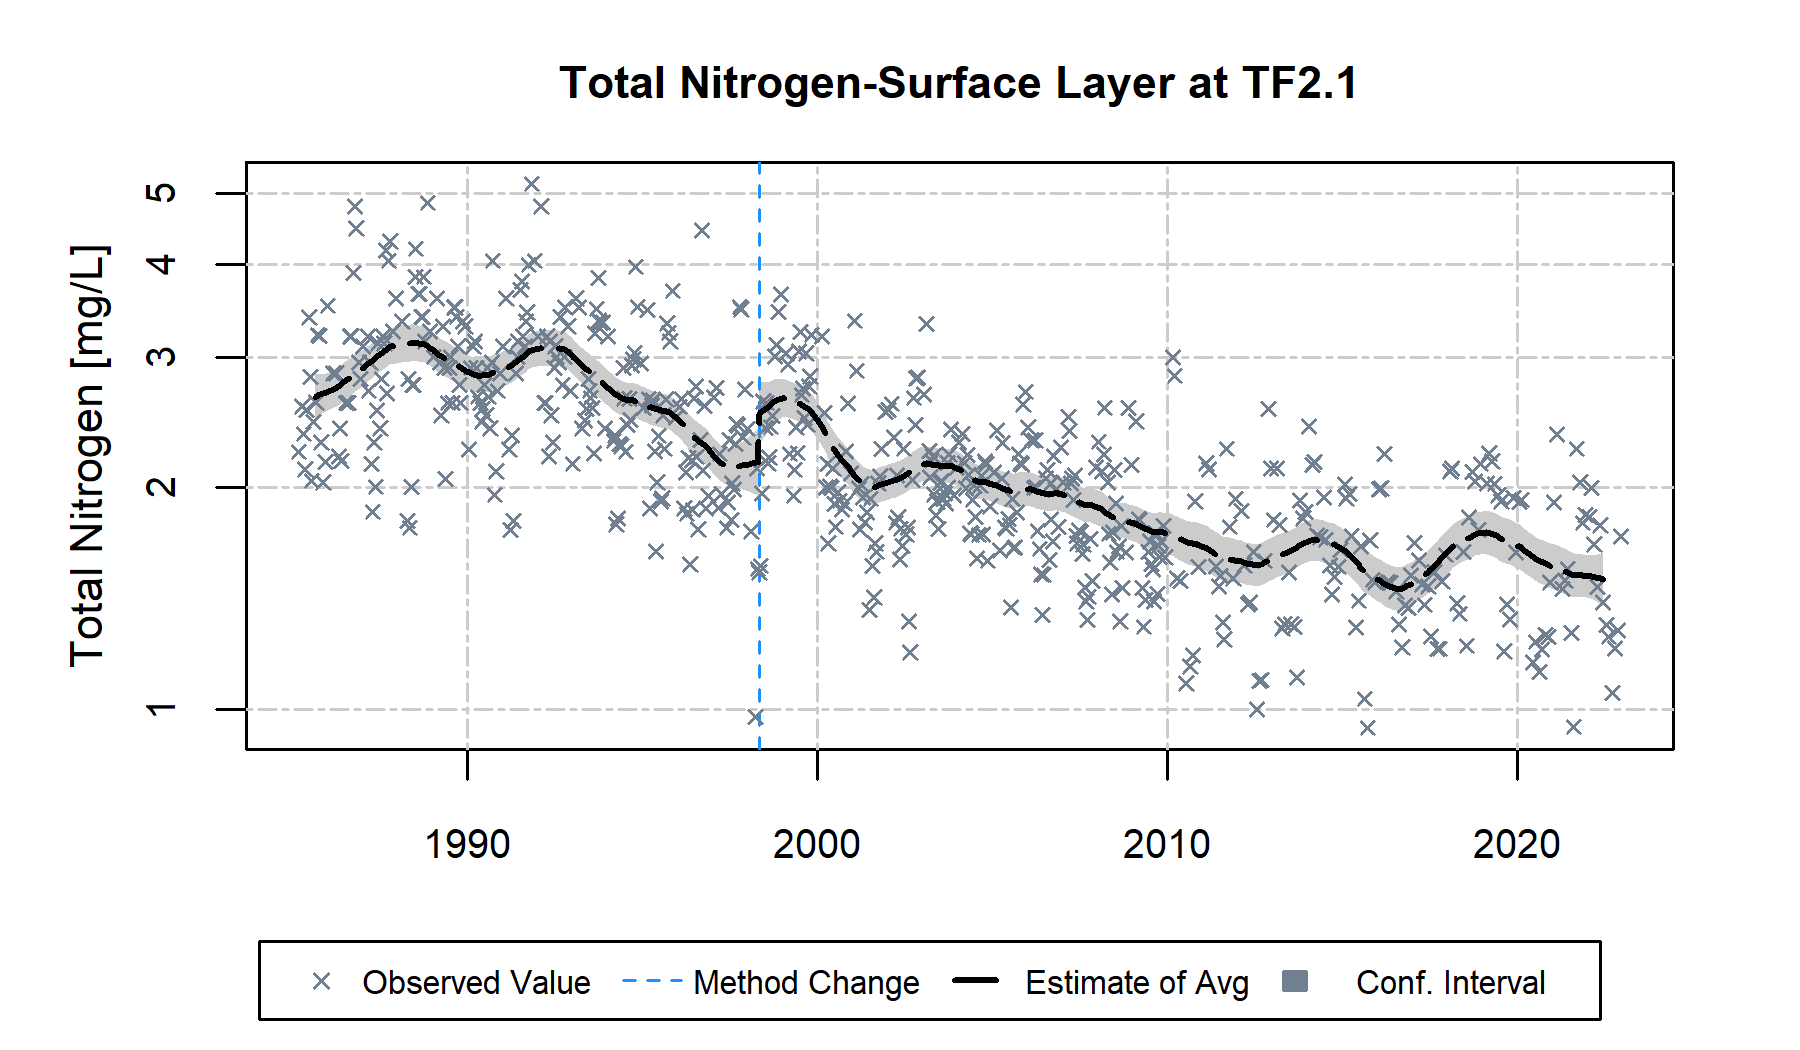 Total Nitrogen-Surface Layer at TF2.1
Total Nitrogen [mg/L]
5
4
3
2
1
1990 2000 2010 2020
Observed Value Method Change Estimate of Avg Conf. Interval